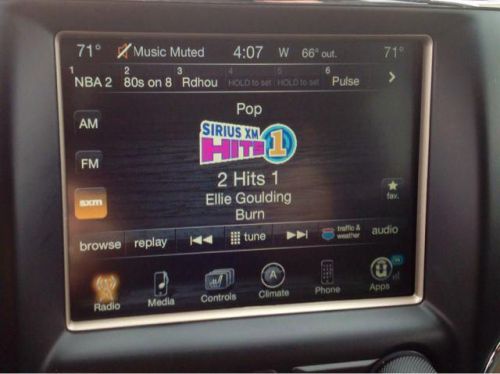 71° Music Muted 4:07 W 66° out. 71°
1 NBA 2 2 80s on 8 3 Rdhou 4 HOLD to set 5 HOLD to set 6 Pulse
Pop
AM
SIRIUS XM
HITS 1
FM
2 Hits 1
Ellie Goulding
sxm
fav.
Burn
browse replay tune traffic & weather audio
Radio Media Controls Climate Phone Apps
A
U